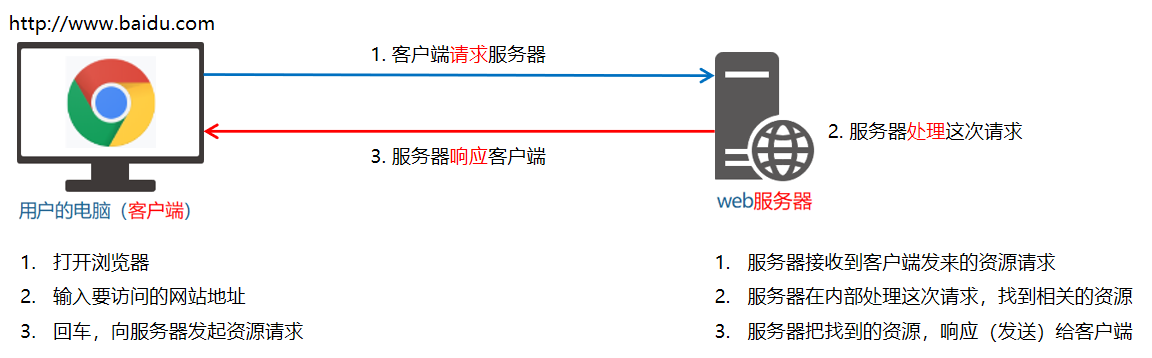 http://www.baidu.com
1. 客户端请求服务器
2. 服务器处理这次请求
3. 服务器响应客户端
用户的电脑（客户端）
web服务器
1. 打开浏览器
2. 输入要访问的网站地址
3. 回车，向服务器发起资源请求
1. 服务器接收到客户端发来的资源请求
2. 服务器在内部处理这次请求，找到相关的资源
3. 服务器把找到的资源，响应（发送）给客户端